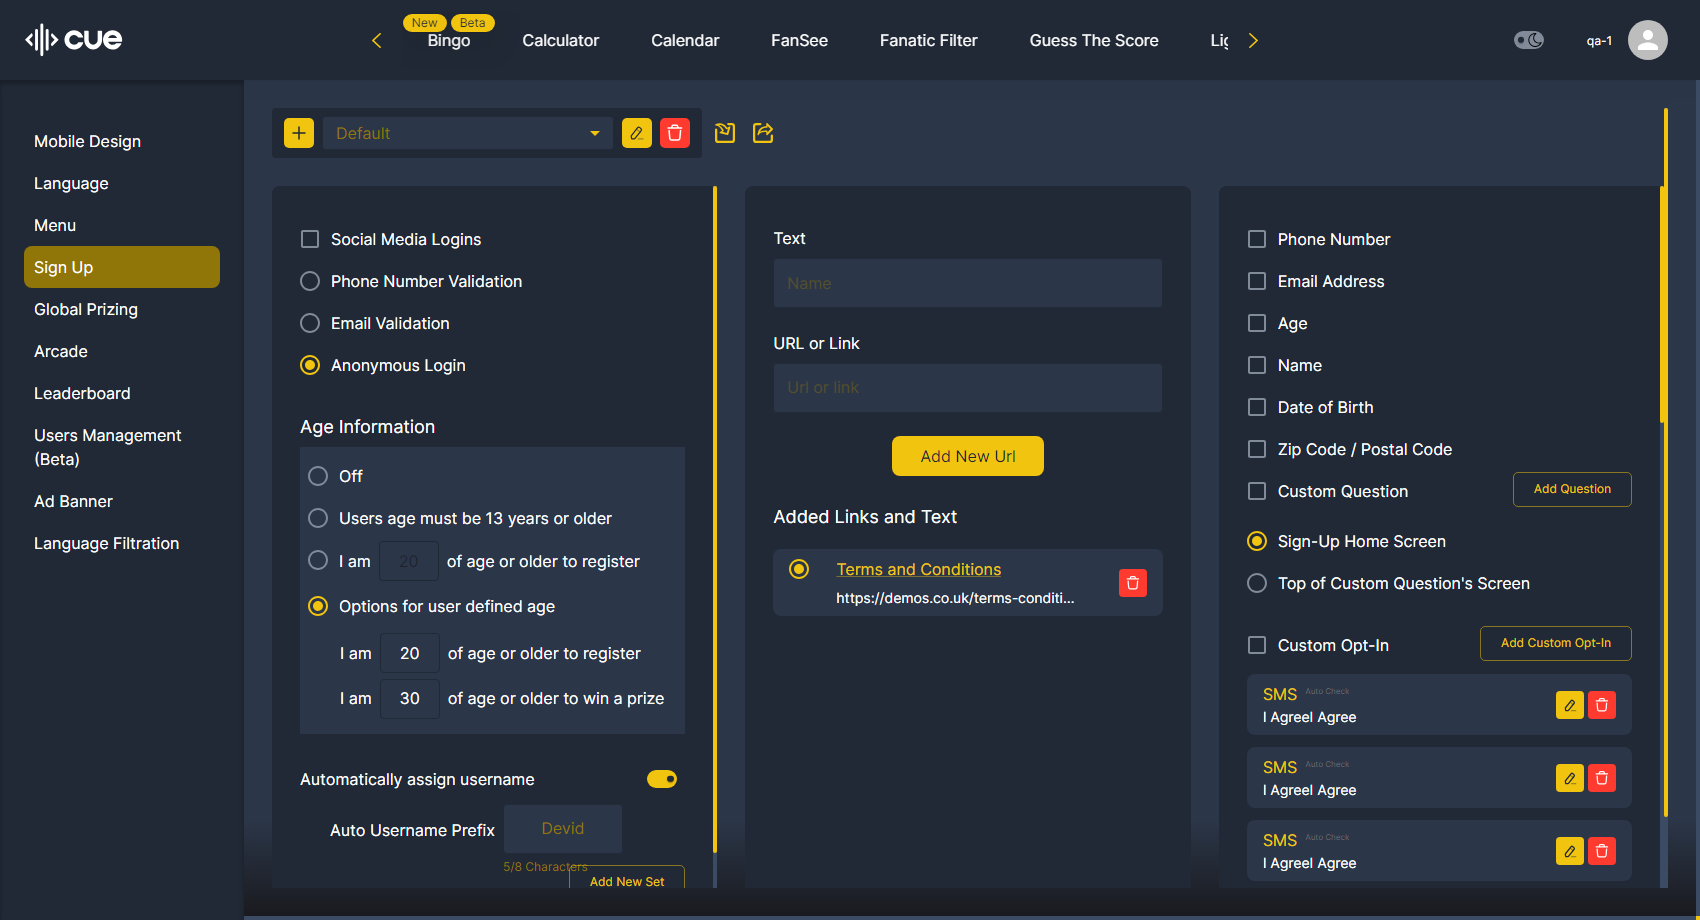 cue
New Beta
Bingo Calculator Calendar FanSee Fanatic Filter Guess The Score Lig
qa-1
Mobile Design
Language
Menu
Sign Up
Global Prizing
Arcade
Leaderboard
Users Management
(Beta)
Ad Banner
Language Filtration
Default
Social Media Logins
Phone Number Validation
Email Validation
Anonymous Login
Age Information
Off
Users age must be 13 years or older
I am 20 of age or older to register
Options for user defined age
I am 20 of age or older to register
I am 30 of age or older to win a prize
Automatically assign username
Auto Username Prefix Devid
5/8 Characters
Add New Set
Text
Name
URL or Link
Url or link
Add New Url
Added Links and Text
Terms and Conditions
https://demos.co.uk/terms-conditi...
Phone Number
Email Address
Age
Name
Date of Birth
Zip Code / Postal Code
Custom Question Add Question
Sign-Up Home Screen
Top of Custom Question's Screen
Custom Opt-In Add Custom Opt-In
SMS Auto Check
I AgreeI Agree
SMS Auto Check
I AgreeI Agree
SMS Auto Check
I AgreeI Agree